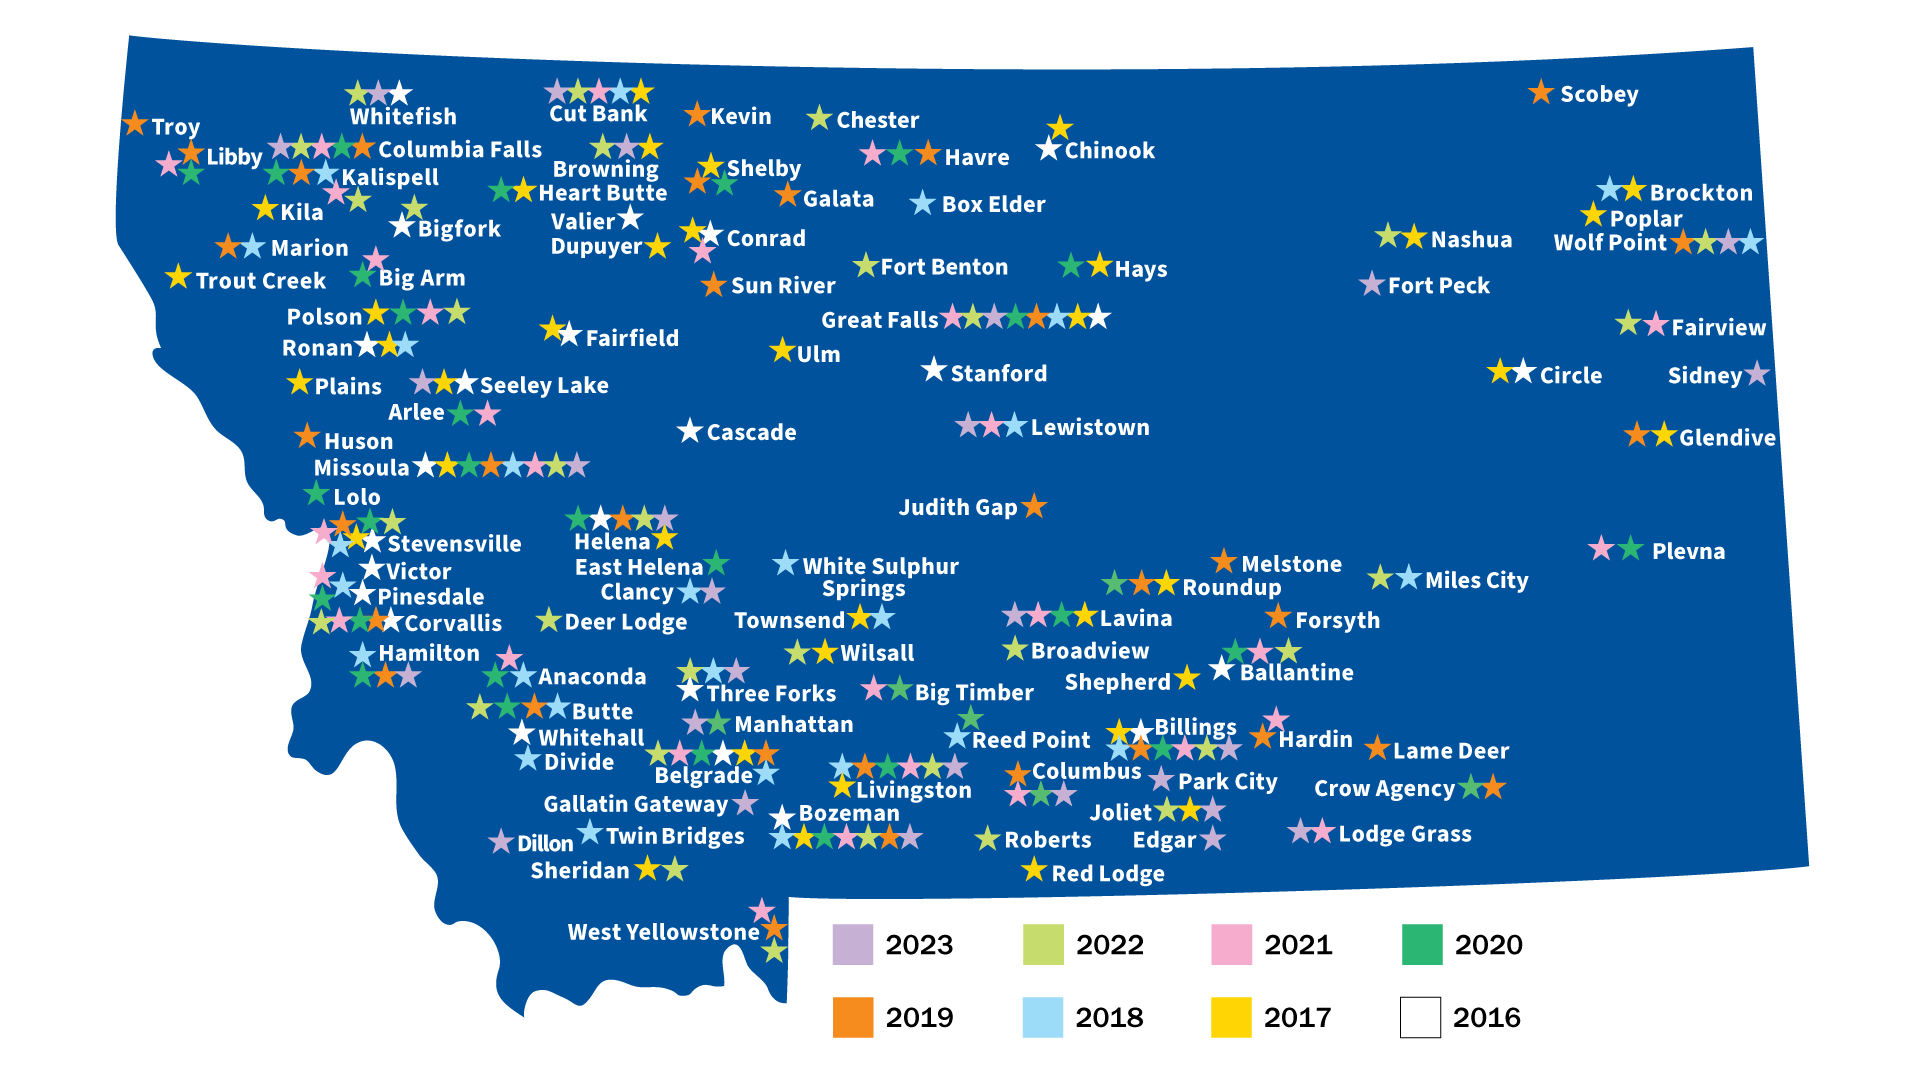 Scobey
Whitefish
Cut Bank
Kevin
Chester
Troy
Chinook
Libby
Columbia Falls
Havre
Browning
Shelby
Kalispell
Heart Butte
Galata
Box Elder
Brockton
Kila
Bigfork
Valier
Poplar
Marion
Dupuyer
Conrad
Nashua
Wolf Point
Trout Creek
Big Arm
Fort Benton
Hays
Sun River
Fort Peck
Polson
Great Falls
Fairview
Ronan
Fairfield
Ulm
Stanford
Circle
Sidney
Plains
Seeley Lake
Arlee
Cascade
Lewistown
Glendive
Huson
Missoula
Lolo
Judith Gap
Stevensville
Helena
Plevna
Victor
East Helena
White Sulphur
Springs
Melstone
Miles City
Pinesdale
Clancy
Roundup
Corvallis
Deer Lodge
Townsend
Lavina
Forsyth
Hamilton
Wilsall
Broadview
Anaconda
Three Forks
Big Timber
Shepherd
Ballantine
Butte
Manhattan
Billings
Whitehall
Reed Point
Hardin
Lame Deer
Divide
Belgrade
Livingston
Columbus
Park City
Crow Agency
Gallatin Gateway
Bozeman
Joliet
Dillon
Twin Bridges
Roberts
Edgar
Lodge Grass
Sheridan
Red Lodge
West Yellowstone
2023
2022
2021
2020
2019
2018
2017
2016